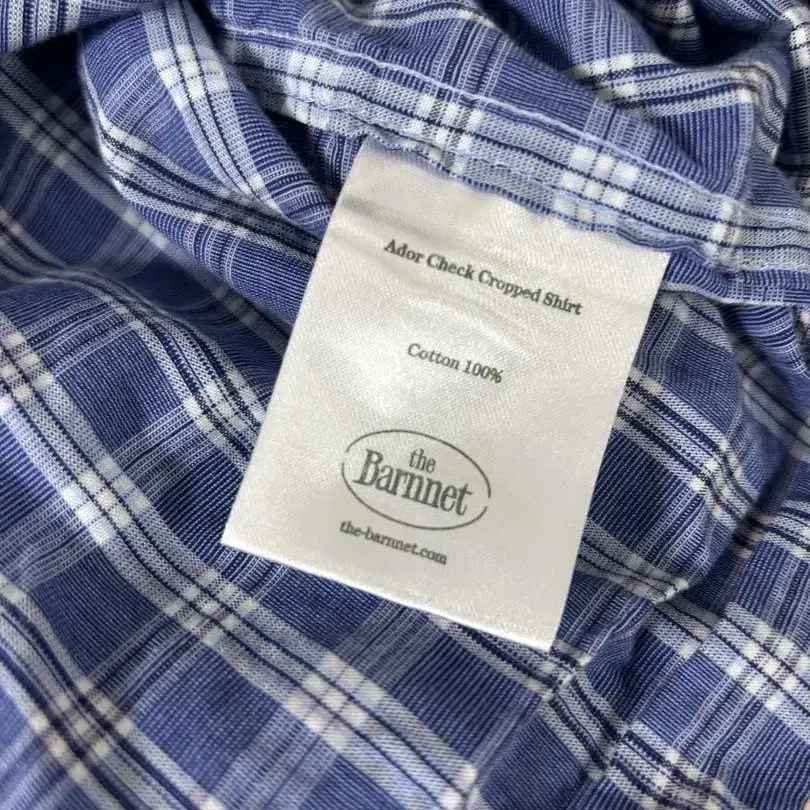 Ador Check Cropped Shirt
Cotton 100%
the
Barnnet
the-barnnet.com